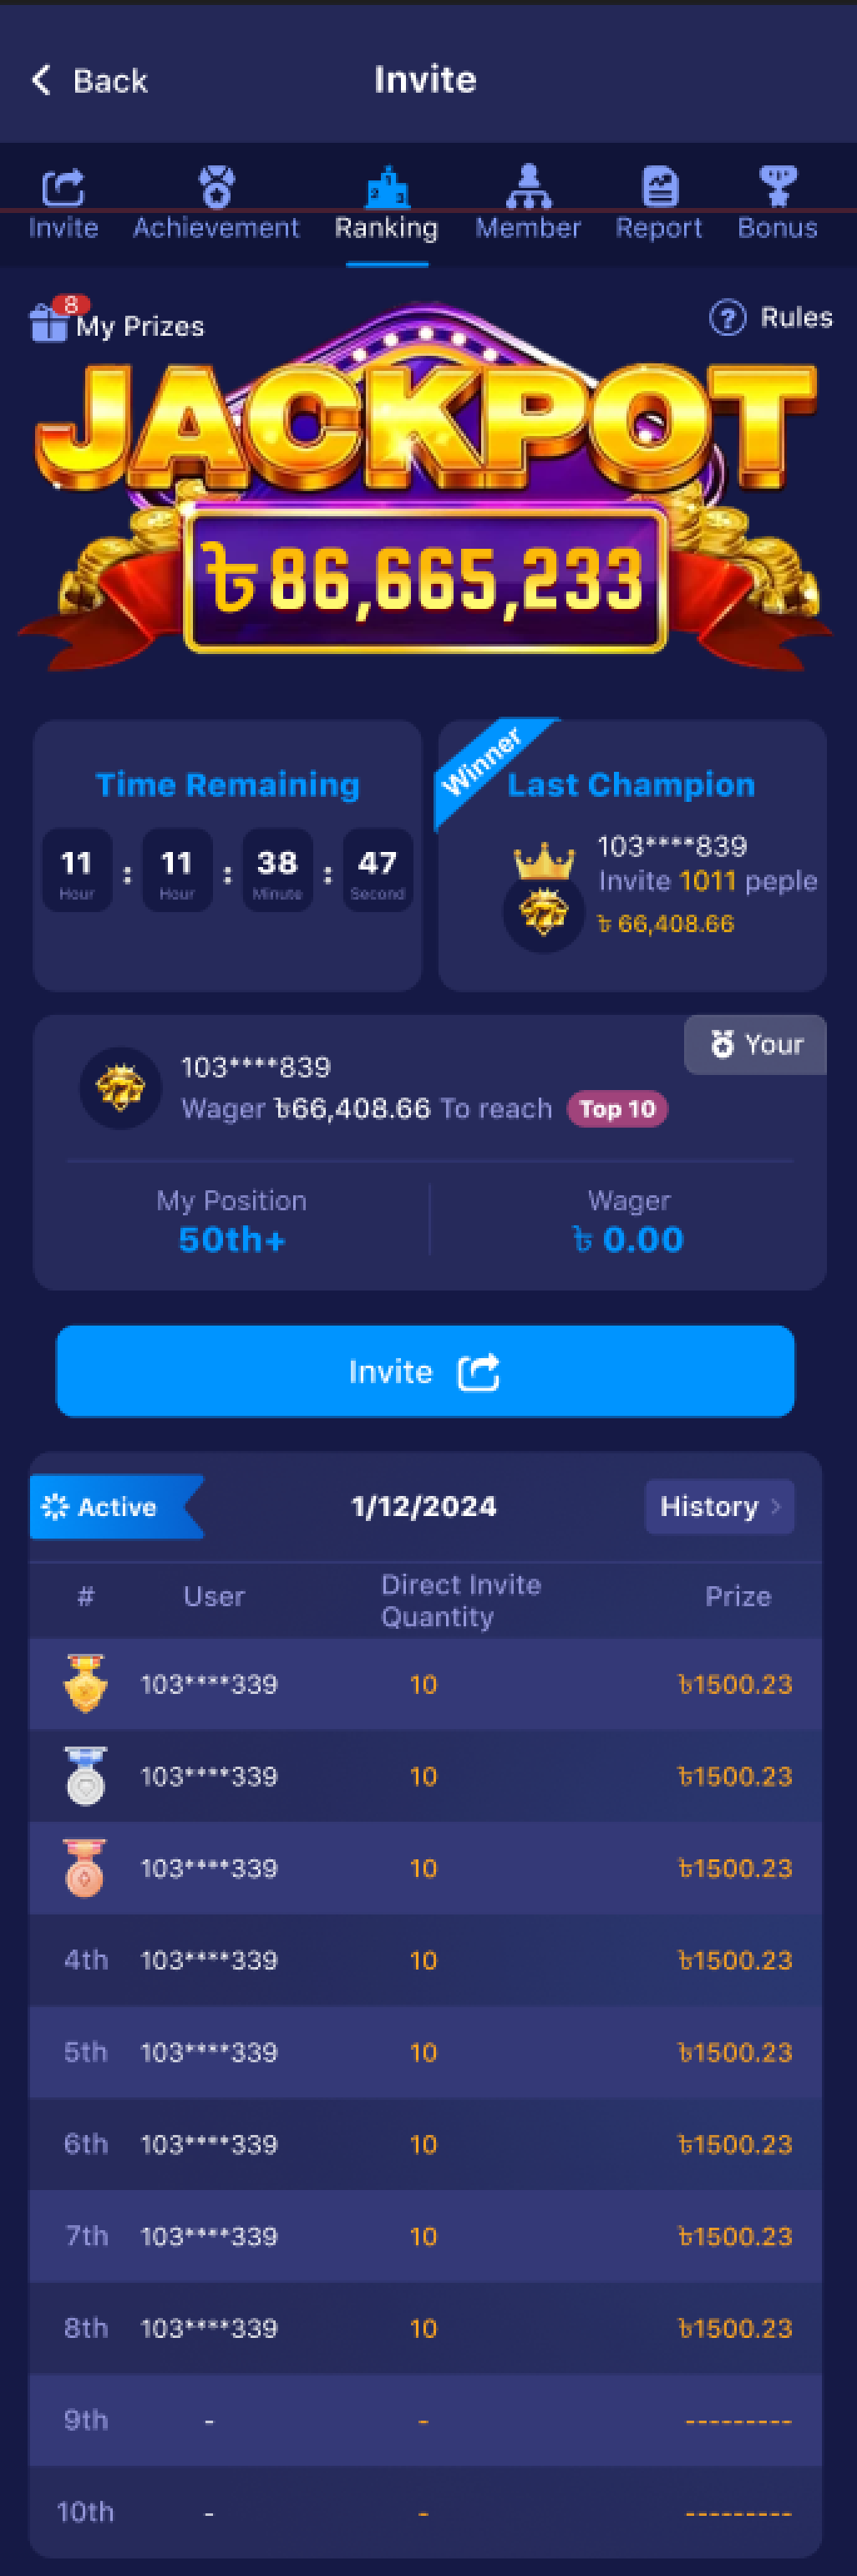 Back
Invite
Invite
Achievement
Ranking
Member
Report
Bonus
1
2
3
8
My Prizes
? Rules
JACKPOT
৳86,665,233
Time Remaining
11 : 11 : 38 : 47
Hour Hour Minute Second
Winner
Last Champion
103****839
Invite 1011 peple
৳ 66,408.66
Your
103****839
Wager ৳66,408.66 To reach Top 10
My Position
50th+
Wager
৳ 0.00
Invite
Active
1/12/2024
History
# User Direct Invite Quantity Prize
103****339 10 ৳1500.23
103****339 10 ৳1500.23
103****339 10 ৳1500.23
4th 103****339 10 ৳1500.23
5th 103****339 10 ৳1500.23
6th 103****339 10 ৳1500.23
7th 103****339 10 ৳1500.23
8th 103****339 10 ৳1500.23
9th - - ---------
10th - - ---------